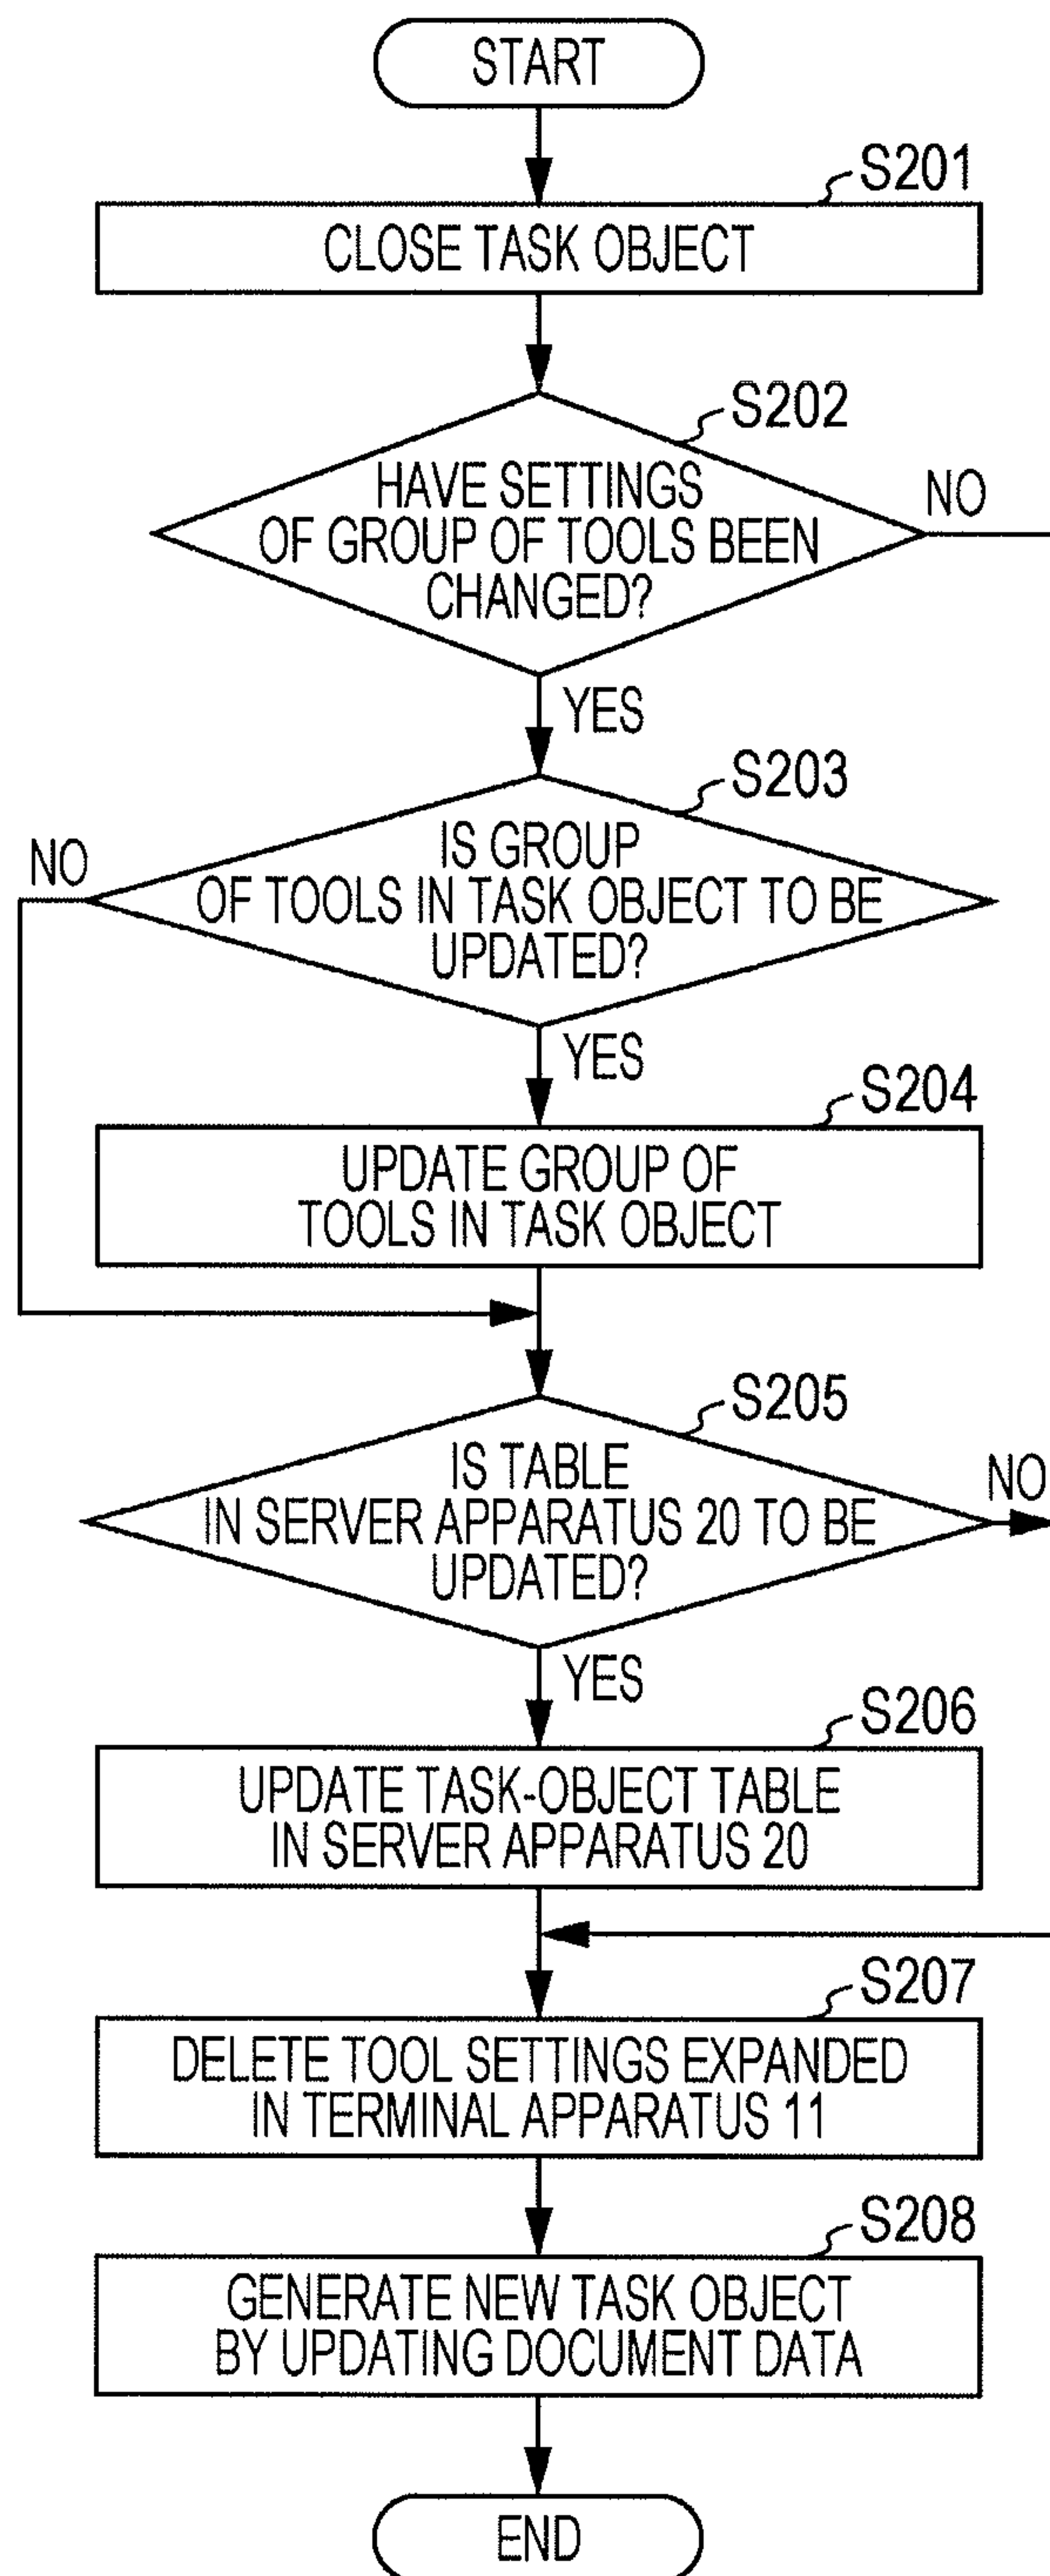 START
S201
CLOSE TASK OBJECT
S202
HAVE SETTINGS
OF GROUP OF TOOLS BEEN
CHANGED?
NO
YES
S203
IS GROUP
OF TOOLS IN TASK OBJECT TO BE
UPDATED?
NO
YES
S204
UPDATE GROUP OF
TOOLS IN TASK OBJECT
S205
IS TABLE
IN SERVER APPARATUS 20 TO BE
UPDATED?
NO
YES
S206
UPDATE TASK-OBJECT TABLE
IN SERVER APPARATUS 20
S207
DELETE TOOL SETTINGS EXPANDED
IN TERMINAL APPARATUS 11
S208
GENERATE NEW TASK OBJECT
BY UPDATING DOCUMENT DATA
END